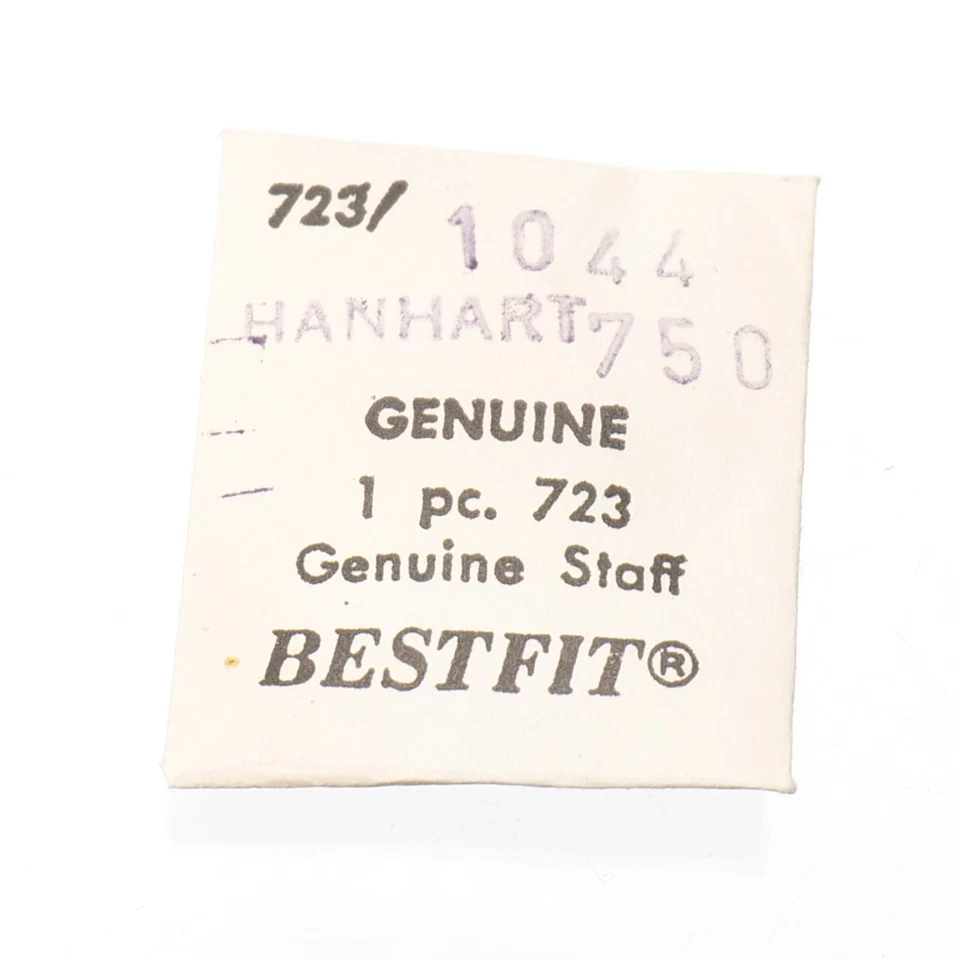 723/ 1044
HANHART 750
GENUINE
1 pc. 723
Genuine Staff
BESTFIT®